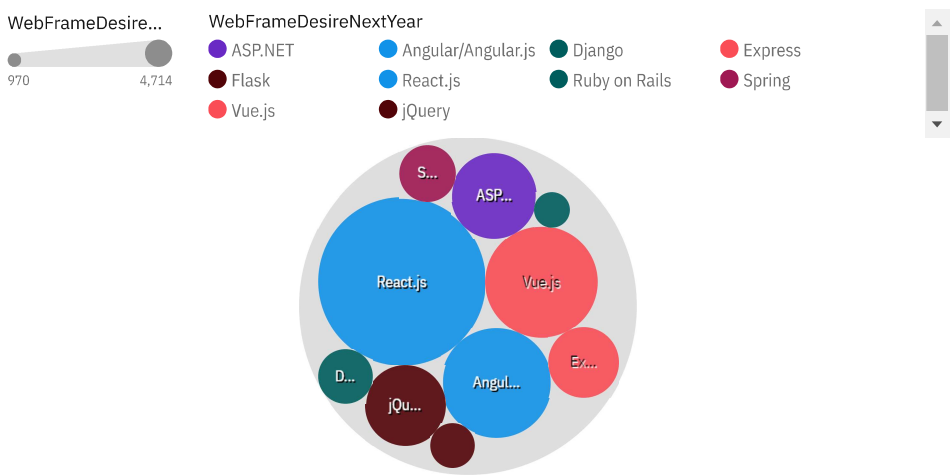 WebFrameDesire...
970 4,714
WebFrameDesireNextYear
ASP.NET Angular/Angular.js Django Express
Flask React.js Ruby on Rails Spring
Vue.js jQuery
S...
ASP...
React.js
Vue.js
Ex...
D...
Angul...
jQu...